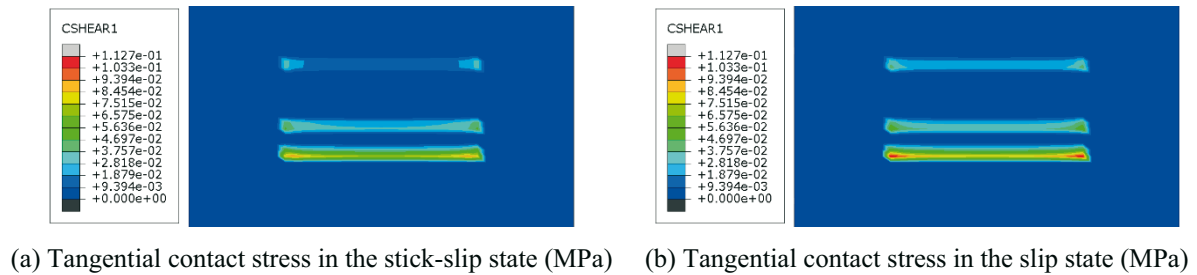 CSHEAR1
+1.127e-01
+1.033e-01
+9.394e-02
+8.454e-02
+7.515e-02
+6.575e-02
+5.636e-02
+4.697e-02
+3.757e-02
+2.818e-02
+1.879e-02
+9.394e-03
+0.000e+00
(a) Tangential contact stress in the stick-slip state (MPa)
CSHEAR1
+1.127e-01
+1.033e-01
+9.394e-02
+8.454e-02
+7.515e-02
+6.575e-02
+5.636e-02
+4.697e-02
+3.757e-02
+2.818e-02
+1.879e-02
+9.394e-03
+0.000e+00
(b) Tangential contact stress in the slip state (MPa)